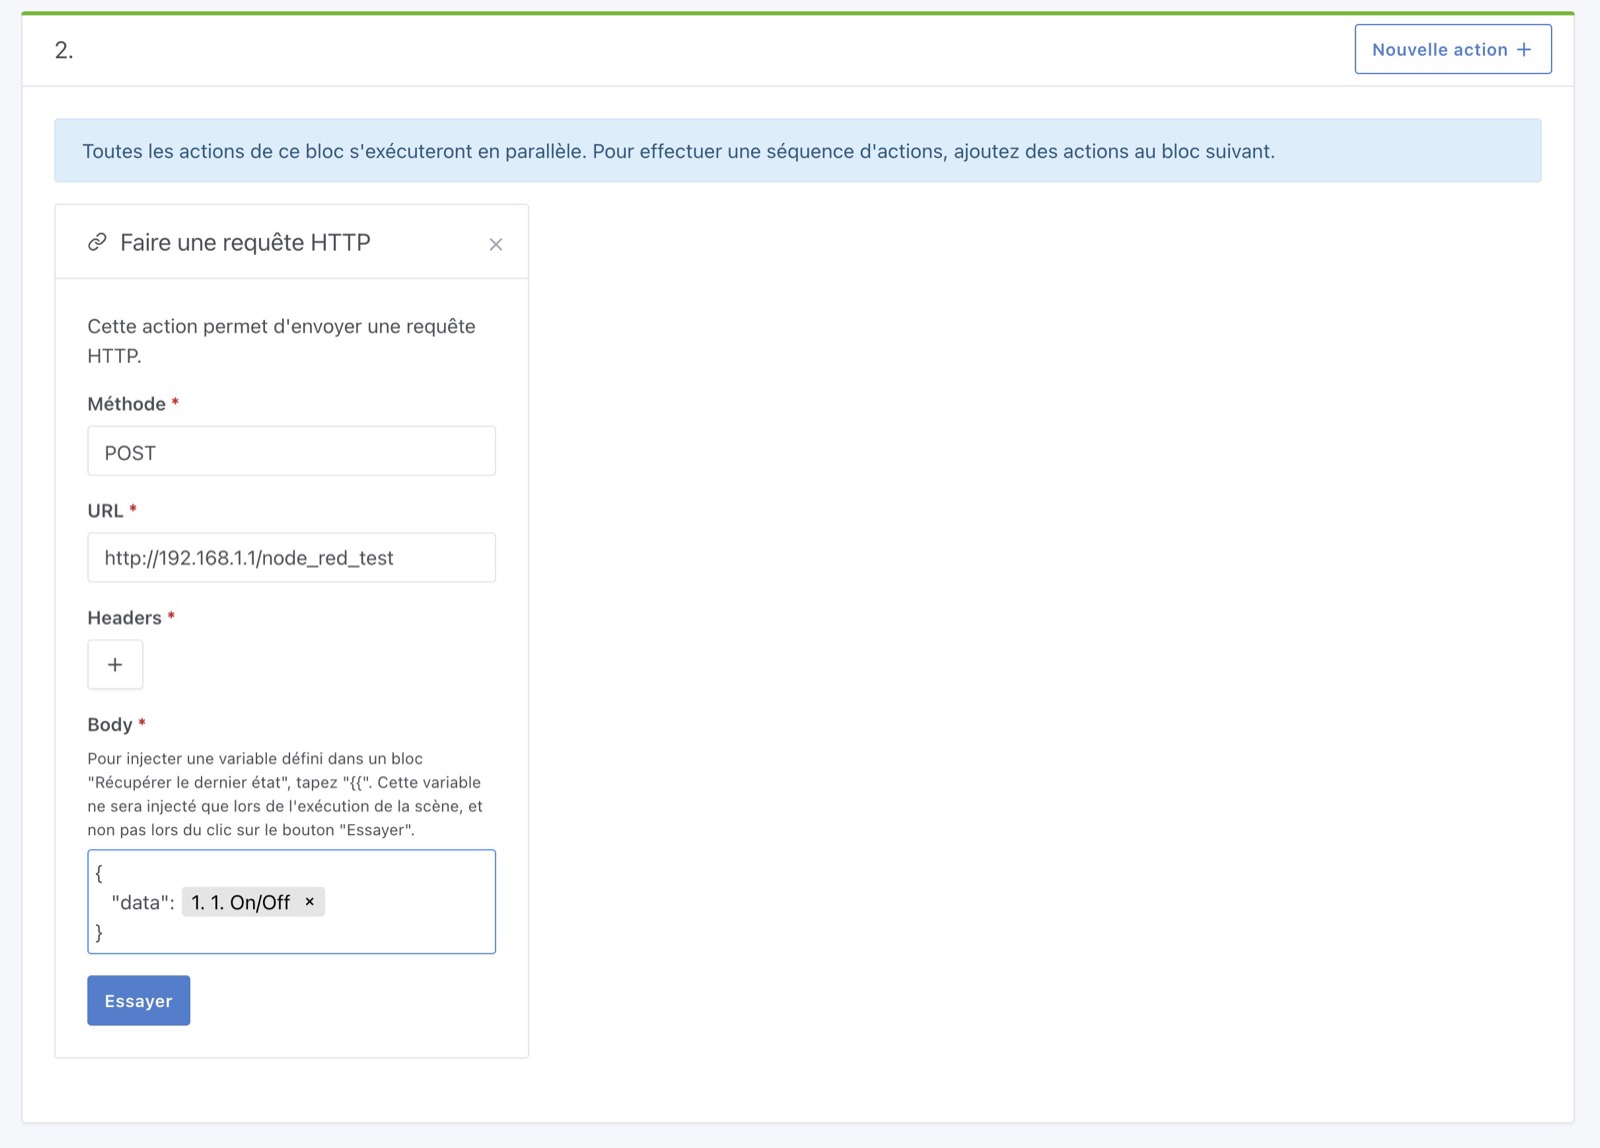 2.
Nouvelle action +
Toutes les actions de ce bloc s'exécuteront en parallèle. Pour effectuer une séquence d'actions, ajoutez des actions au bloc suivant.
Faire une requête HTTP ×
Cette action permet d'envoyer une requête
HTTP.
Méthode *
POST
URL *
http://192.168.1.1/node_red_test
Headers *
+
Body *
Pour injecter une variable défini dans un bloc
"Récupérer le dernier état", tapez "{{". Cette variable
ne sera injecté que lors de l'exécution de la scène, et
non pas lors du clic sur le bouton "Essayer".
{
"data": 1. 1. On/Off ×
}
Essayer